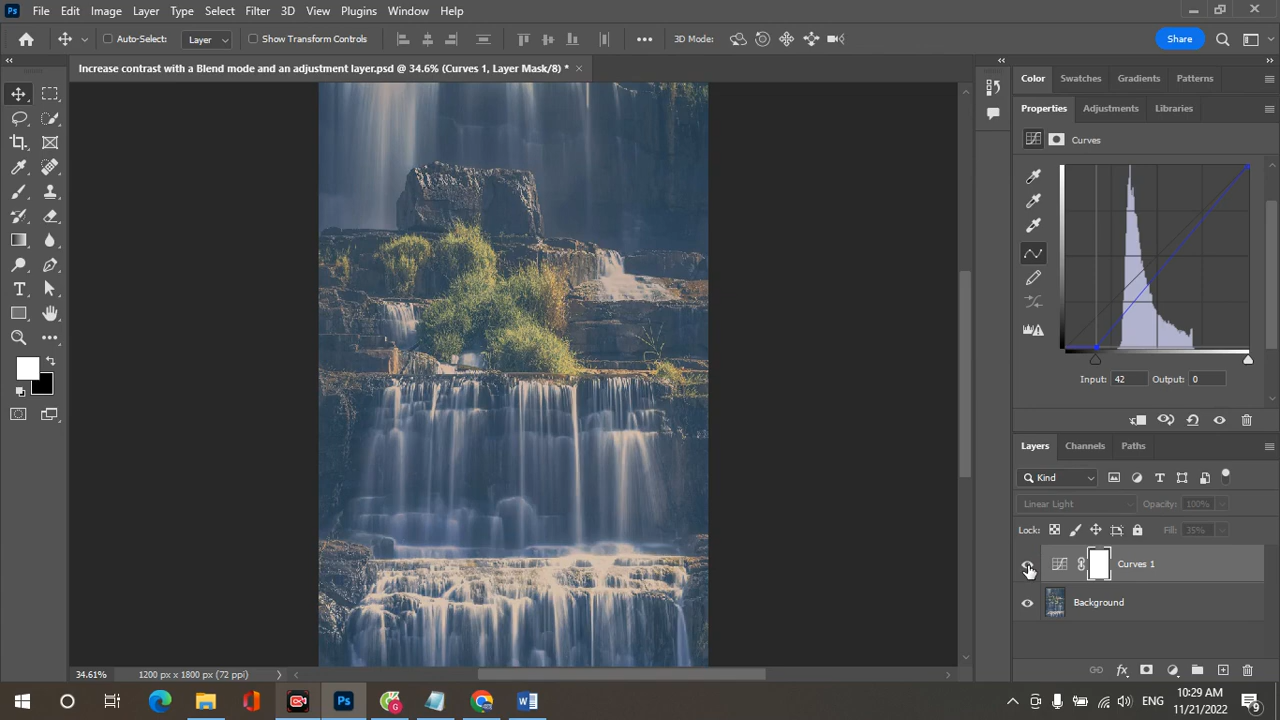 Ps File Edit Image Layer Type Select Filter 3D View Plugins Window Help
Auto-Select: Layer Show Transform Controls 3D Mode: Share
Increase contrast with a Blend mode and an adjustment layer.psd @ 34.6% (Curves 1, Layer Mask/8) *
Color Swatches Gradients Patterns
Properties Adjustments Libraries
Curves
Input: 42 Output: 0
Layers Channels Paths
Kind
Linear Light Opacity: 100%
Lock: Fill: 35%
Curves 1
Background
34.61% 1200 px x 1800 px (72 ppi)
fx
Ps G W ENG 10:29 AM
11/21/2022 9